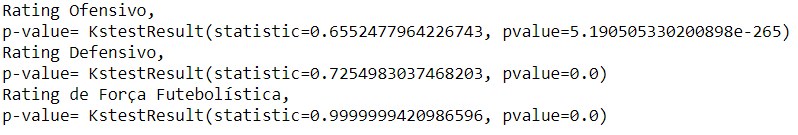 Rating Ofensivo,
p-value= KstestResult(statistic=0.6552477964226743, pvalue=5.190505330200898e-265)
Rating Defensivo,
p-value= KstestResult(statistic=0.7254983037468203, pvalue=0.0)
Rating de Força Futebolística,
p-value= KstestResult(statistic=0.9999999420986596, pvalue=0.0)